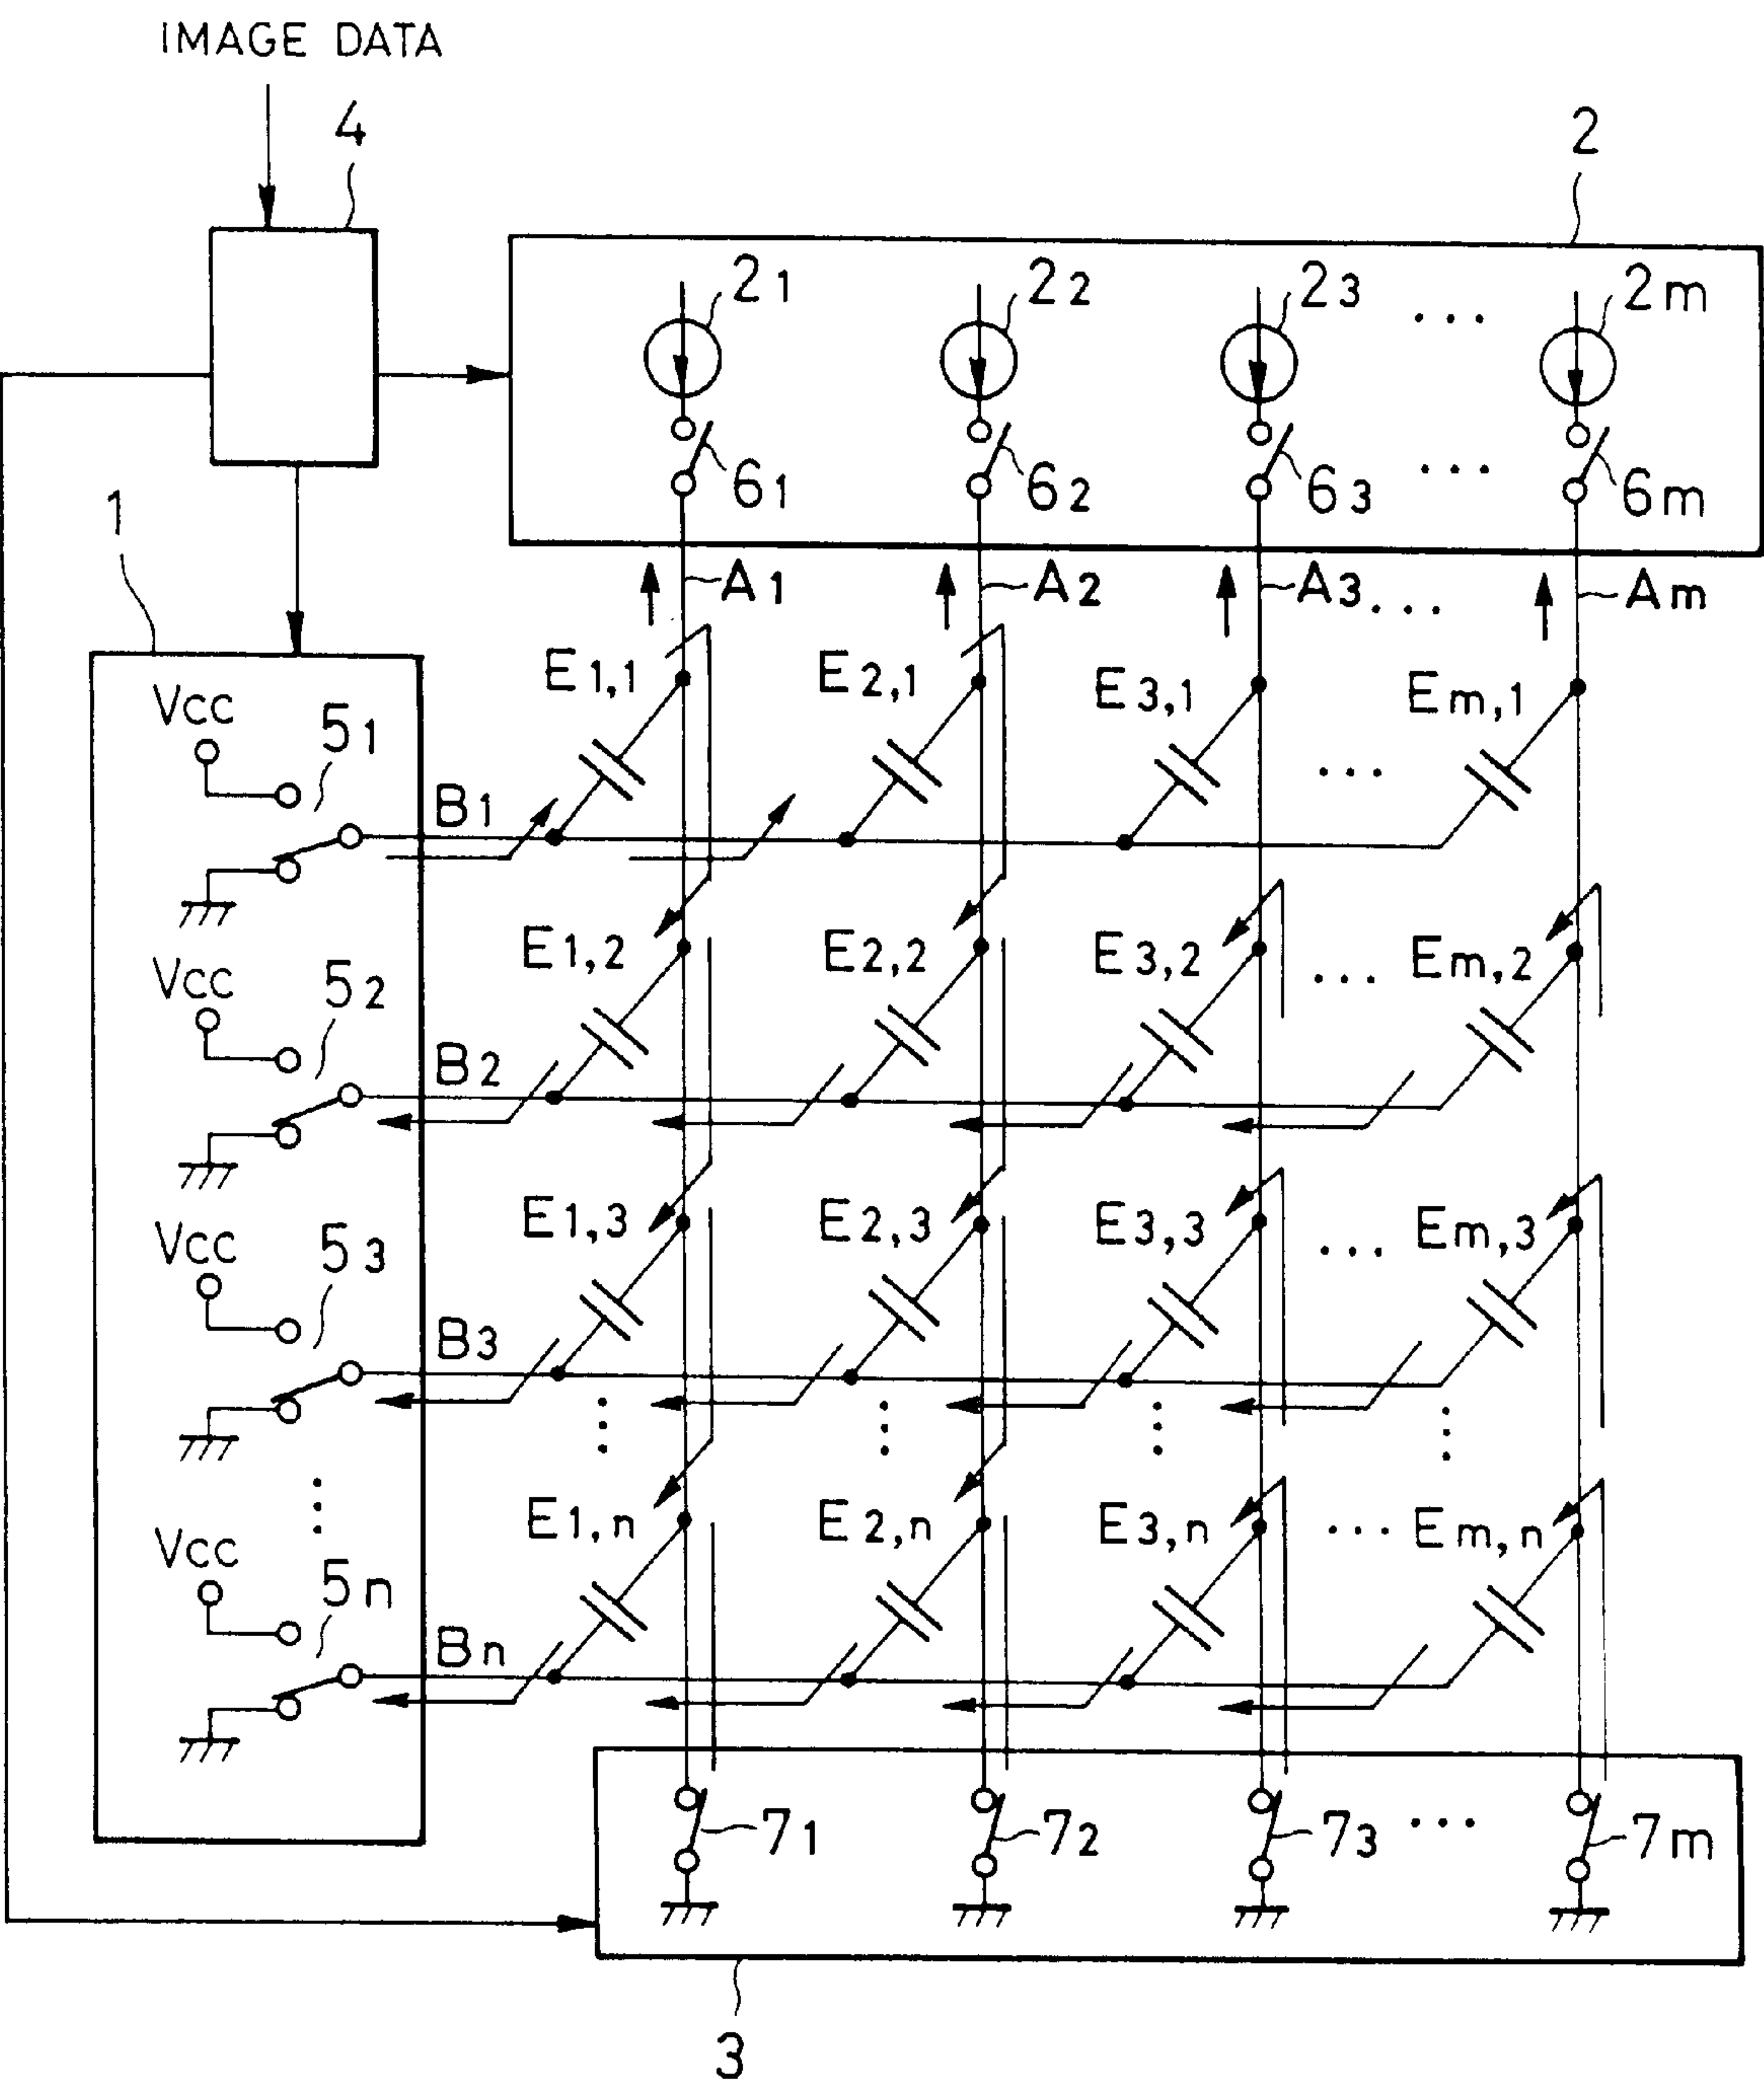 IMAGE DATA
4
2
21 22 23 ... 2m
61 62 63 ... 6m
1
A1 A2 A3... Am
E1,1 E2,1 E3,1 Em,1
Vcc
51
...
B1
E1,2 E2,2 E3,2 ... Em,2
Vcc
52
B2
E1,3 E2,3 E3,3 ... Em,3
Vcc
53
B3
E1,n E2,n E3,n ... Em,n
Vcc
5n
Bn
71 72 73 ... 7m
3